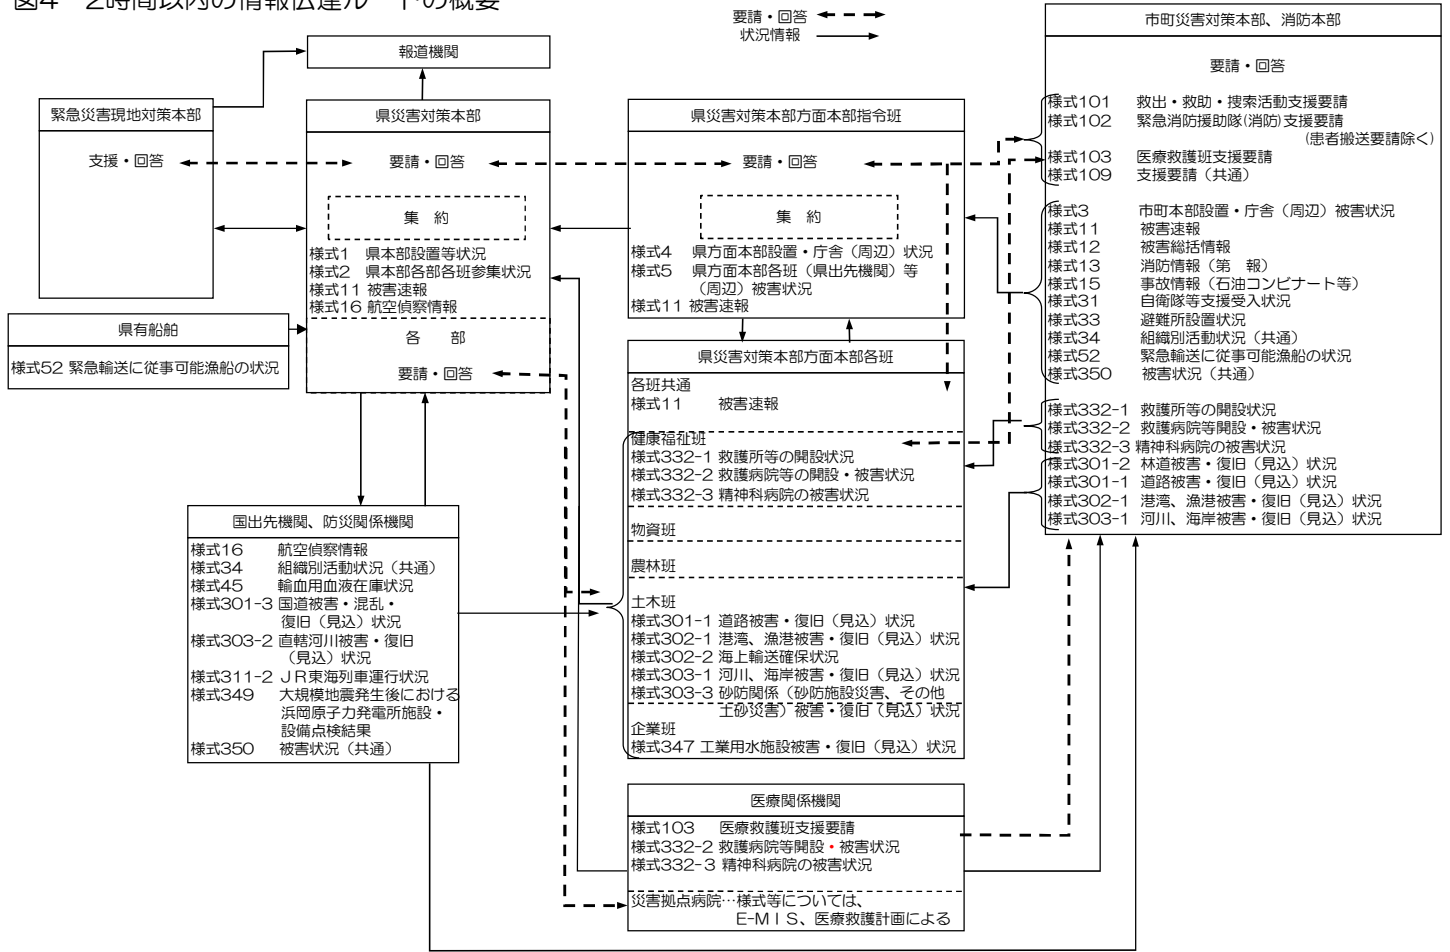 図4 2時間以内の情報伝達ルートの概要
要請・回答
状況情報
報道機関
緊急災害現地対策本部
支援・回答
県災害対策本部
要請・回答
集 約
様式1 県本部設置等状況
様式2 県本部各部各班参集状況
様式11 被害速報
様式16 航空偵察情報
各 部
要請・回答
県有船舶
様式52 緊急輸送に従事可能漁船の状況
県災害対策本部方面本部指令班
要請・回答
集 約
様式4 県方面本部設置・庁舎（周辺）状況
様式5 県方面本部各班（県出先機関）等
（周辺）被害状況
様式11 被害速報
県災害対策本部方面本部各班
各班共通
様式11 被害速報
健康福祉班
様式332-1 救護所等の開設状況
様式332-2 救護病院等の開設・被害状況
様式332-3 精神科病院の被害状況
物資班
農林班
土木班
様式301-1 道路被害・復旧（見込）状況
様式302-1 港湾、漁港被害・復旧（見込）状況
様式302-2 海上輸送確保状況
様式303-1 河川、海岸被害・復旧（見込）状況
様式303-3 砂防関係（砂防施設災害、その他
土砂災害）被害・復旧（見込）状況
企業班
様式347 工業用水施設被害・復旧（見込）状況
国出先機関、防災関係機関
様式16 航空偵察情報
様式34 組織別活動状況（共通）
様式45 輸血用血液在庫状況
様式301-3 国道被害・混乱・
復旧（見込）状況
様式303-2 直轄河川被害・復旧
（見込）状況
様式311-2 ＪＲ東海列車運行状況
様式349 大規模地震発生後における
浜岡原子力発電所施設・
設備点検結果
様式350 被害状況（共通）
医療関係機関
様式103 医療救護班支援要請
様式332-2 救護病院等開設・被害状況
様式332-3 精神科病院の被害状況
災害拠点病院…様式等については、
E-ＭＩＳ、医療救護計画による
市町災害対策本部、消防本部
要請・回答
様式101 救出・救助・捜索活動支援要請
様式102 緊急消防援助隊(消防)支援要請
(患者搬送要請除く)
様式103 医療救護班支援要請
様式109 支援要請（共通）
様式3 市町本部設置・庁舎（周辺）被害状況
様式11 被害速報
様式12 被害総括情報
様式13 消防情報（第 報）
様式15 事故情報（石油コンビナート等）
様式31 自衛隊等支援受入状況
様式33 避難所設置状況
様式34 組織別活動状況（共通）
様式52 緊急輸送に従事可能漁船の状況
様式350 被害状況（共通）
様式332-1 救護所等の開設状況
様式332-2 救護病院等開設・被害状況
様式332-3 精神科病院の被害状況
様式301-2 林道被害・復旧（見込）状況
様式301-1 道路被害・復旧（見込）状況
様式302-1 港湾、漁港被害・復旧（見込）状況
様式303-1 河川、海岸被害・復旧（見込）状況